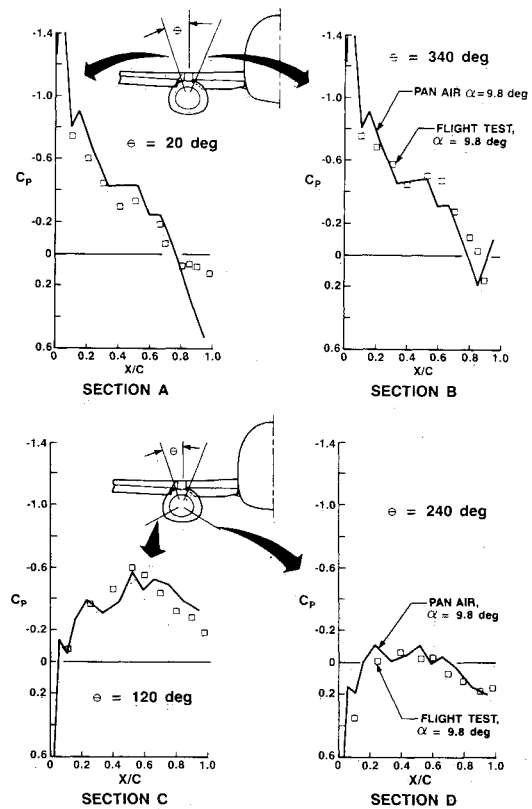 -1.4
-1.0
-0.6
Cp
-0.2
0
0.2
0.6
0 0.2 0.4 0.6 0.8 1.0
X/C
SECTION A
Θ
Θ = 20 deg
Θ = 340 deg
PAN AIR α = 9.8 deg
FLIGHT TEST,
α = 9.8 deg
-1.4
-1.0
-0.6
Cp
-0.2
0
0.2
0.6
0 0.2 0.4 0.6 0.8 1.0
X/C
SECTION B
-1.4
-1.0
-0.6
Cp
-0.2
0
0.2
0.6
0 0.2 0.4 0.6 0.8 1.0
X/C
SECTION C
Θ
Θ = 120 deg
Θ = 240 deg
PAN AIR,
α = 9.8 deg
FLIGHT TEST,
α = 9.8 deg
-1.4
-1.0
-0.6
Cp
-0.2
0
0.2
0.6
0 0.2 0.4 0.6 0.8 1.0
X/C
SECTION D